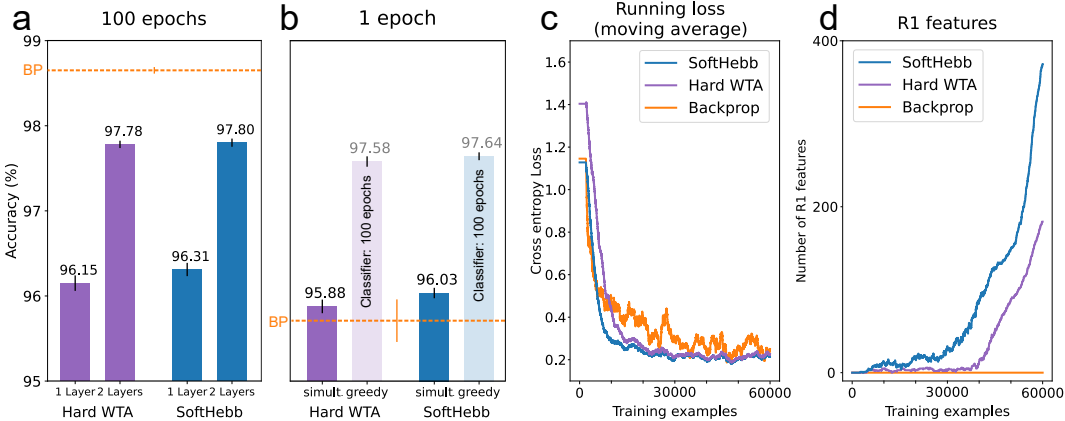 a
100 epochs
99
98
97
96
95
Accuracy (%)
BP
96.15
97.78
96.31
97.80
1 Layer 2 Layers
1 Layer 2 Layers
Hard WTA
SoftHebb
b
1 epoch
BP
95.88
97.58
Classifier: 100 epochs
96.03
97.64
Classifier: 100 epochs
simult. greedy
simult. greedy
Hard WTA
SoftHebb
c
Running loss
(moving average)
SoftHebb
Hard WTA
Backprop
1.6
1.4
1.2
1.0
0.8
0.6
0.4
0.2
Cross entropy Loss
0
30000
60000
Training examples
d
R1 features
SoftHebb
Hard WTA
Backprop
400
200
0
Number of R1 features
0
30000
60000
Training examples